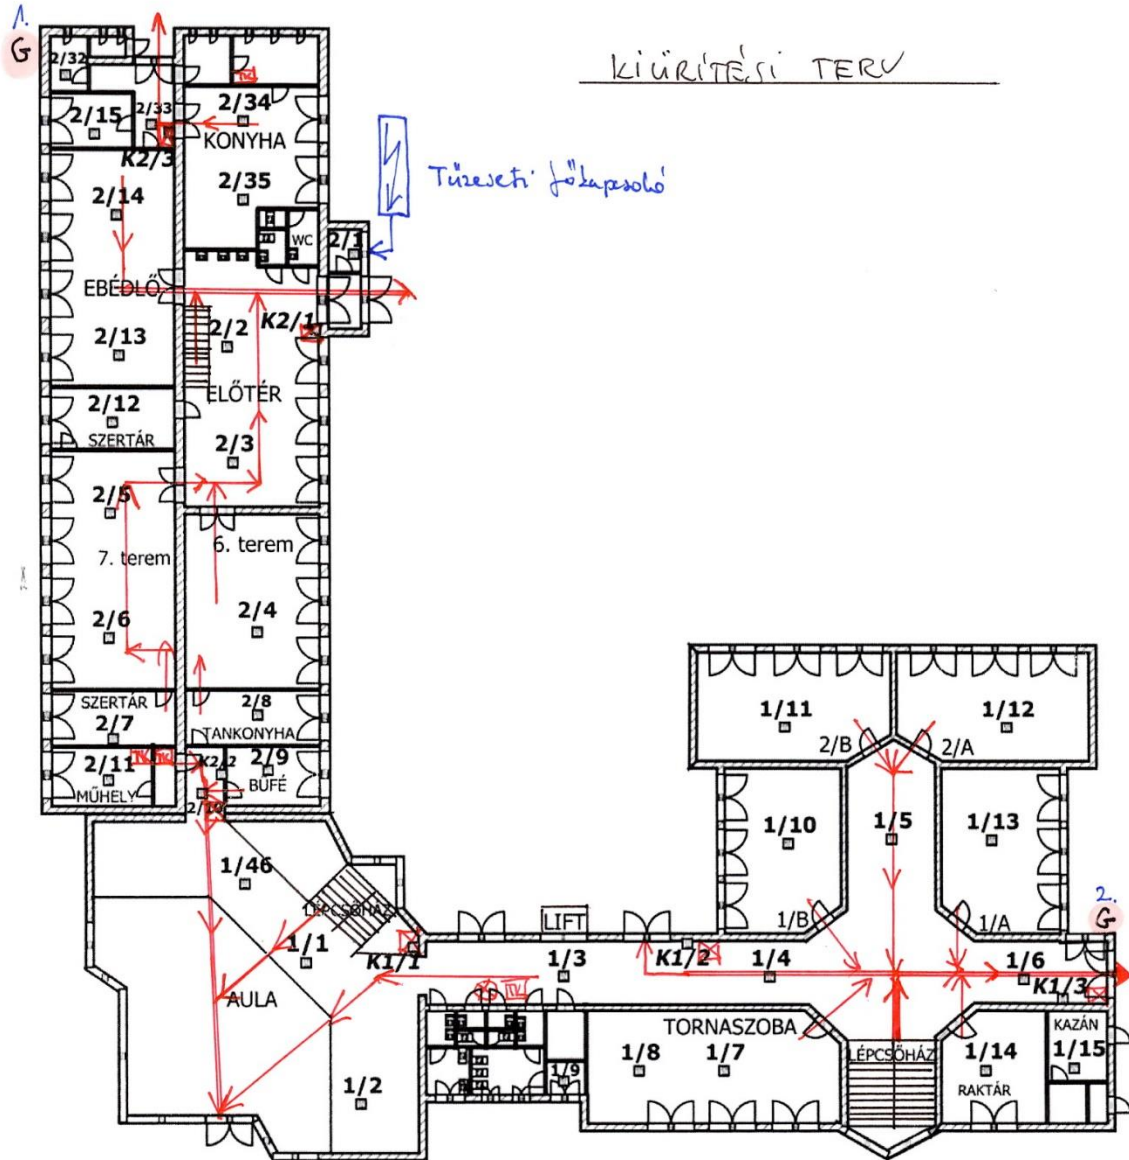 1.
G
KIÜRÍTÉSI TERV
2/32
2/15
2/33
K2/3
2/34
KONYHA
2/35
WC
2/1
Tűzeseti főkapcsoló
2/14
EBÉDLŐ
2/13
2/2
K2/1
ELŐTÉR
2/3
2/12
SZERTÁR
2/5
7. terem
2/6
6. terem
2/4
SZERTÁR
2/7
2/8
TANKONYHA
2/11
MŰHELY
K2/2
2/9
BÜFÉ
2/10
1/46
LÉPCSŐHÁZ
1/1
K1/1
AULA
1/2
LIFT
1/3
K1/2
1/4
1/11
1/12
2/B
2/A
1/10
1/5
1/13
1/B
1/A
2.
G
1/6
K1/3
TORNASZOBA
1/8
1/7
1/9
LÉPCSŐHÁZ
1/14
RAKTÁR
KAZÁN
1/15